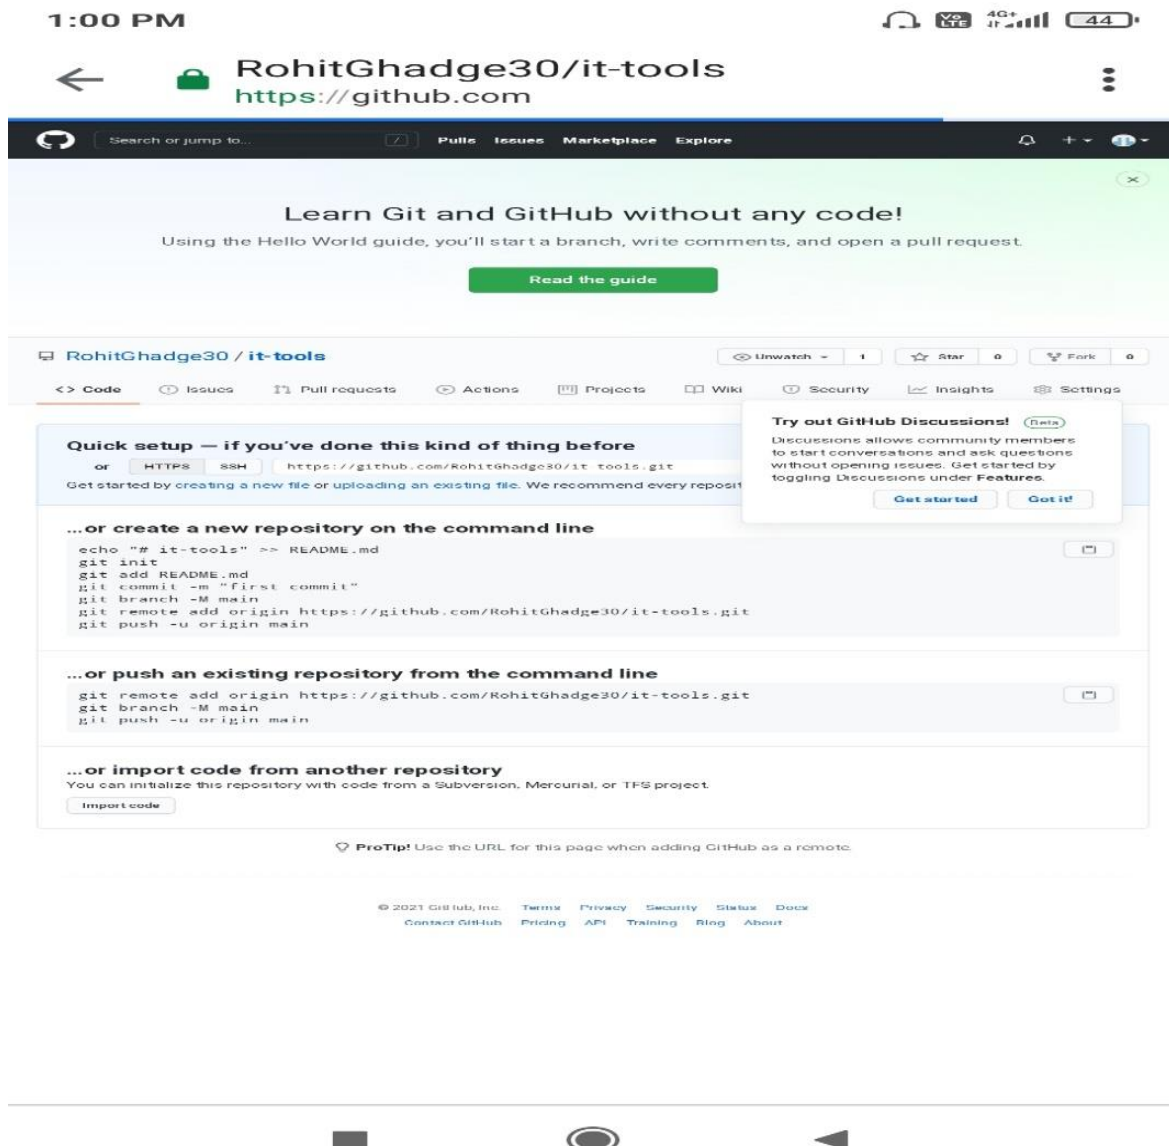 1:00 PM
Vo LTE 4G+ 44
RohitGhadge30/it-tools
https://github.com
Search or jump to... / Pulls Issues Marketplace Explore
Learn Git and GitHub without any code!
Using the Hello World guide, you'll start a branch, write comments, and open a pull request.
Read the guide
RohitGhadge30 / it-tools Unwatch 1 Star 0 Fork 0
<> Code Issues Pull requests Actions Projects Wiki Security Insights Settings
Try out GitHub Discussions! Beta
Discussions allows community members
to start conversations and ask questions
without opening issues. Get started by
toggling Discussions under Features.
Get started Got it!
Quick setup — if you've done this kind of thing before
or HTTPS SSH https://github.com/RohitGhadge30/it-tools.git
Get started by creating a new file or uploading an existing file. We recommend every reposit
...or create a new repository on the command line
echo "# it-tools" >> README.md
git init
git add README.md
git commit -m "first commit"
git branch -M main
git remote add origin https://github.com/RohitGhadge30/it-tools.git
git push -u origin main
...or push an existing repository from the command line
git remote add origin https://github.com/RohitGhadge30/it-tools.git
git branch -M main
git push -u origin main
...or import code from another repository
You can initialize this repository with code from a Subversion, Mercurial, or TFS project.
Import code
ProTip! Use the URL for this page when adding GitHub as a remote.
© 2021 GitHub, Inc. Terms Privacy Security Status Docs
Contact GitHub Pricing API Training Blog About